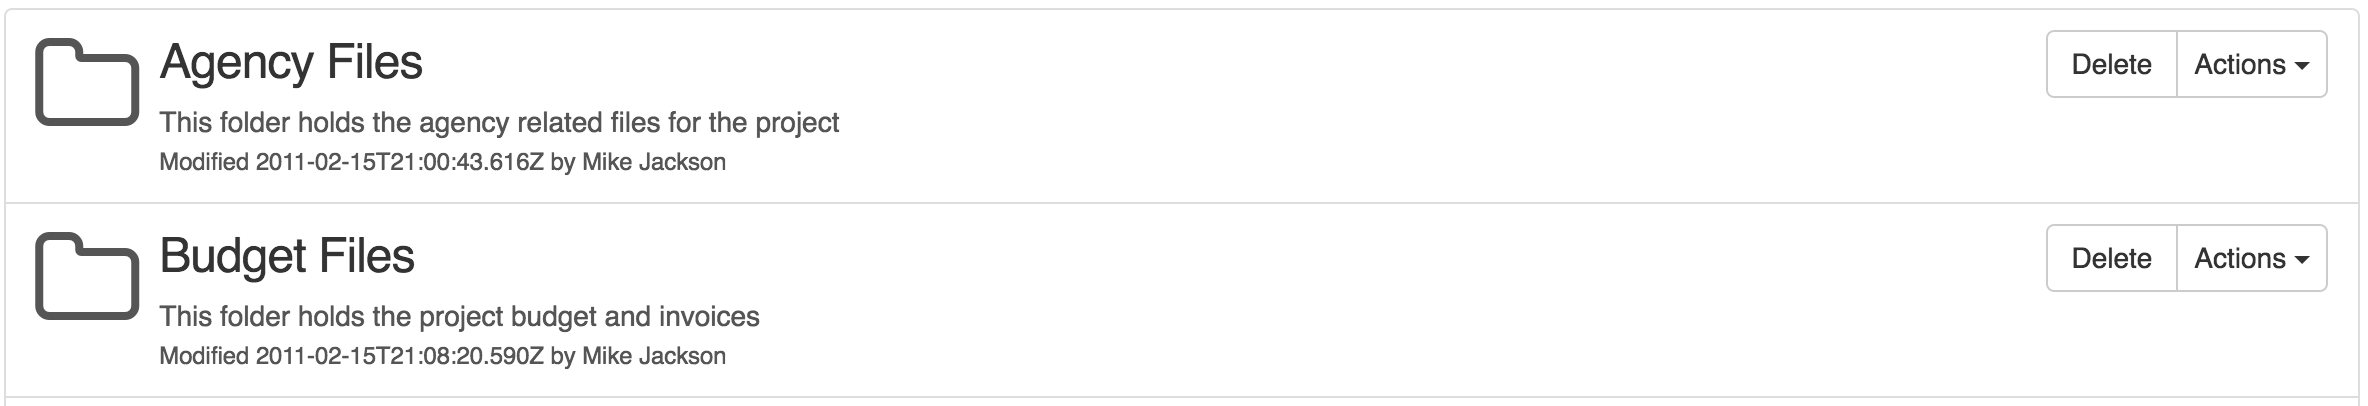 Agency Files
Delete
Actions
This folder holds the agency related files for the project
Modified 2011-02-15T21:00:43.616Z by Mike Jackson
Budget Files
Delete
Actions
This folder holds the project budget and invoices
Modified 2011-02-15T21:08:20.590Z by Mike Jackson